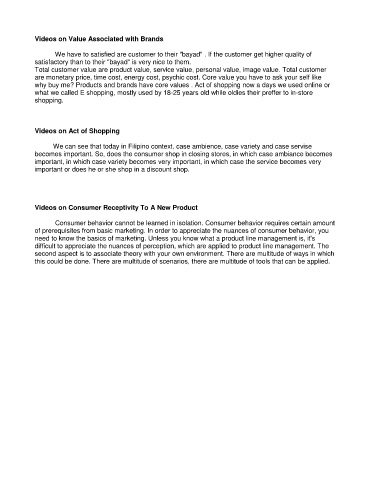 Videos on Value Associated with Brands
We have to satisfied are customer to their "bayad" . If the customer get higher quality of
satisfactory than to their "bayad" is very nice to them.
Total customer value are product value, service value, personal value, image value. Total customer
are monetary price, time cost, energy cost, psychic cost. Core value you have to ask your self like
why buy me? Products and brands have core values . Act of shopping now a days we used online or
what we called E shopping, mostly used by 18-25 years old while oldies their preffer to in-store
shopping.
Videos on Act of Shopping
We can see that today in Filipino context, case ambience, case variety and case servise
becomes important. So, does the consumer shop in closing stores, in which case ambiance becomes
important, in which case variety becomes very important, in which case the service becomes very
important or does he or she shop in a discount shop.
Videos on Consumer Receptivity To A New Product
Consumer behavior cannot be learned in isolation. Consumer behavior requires certain amount
of prerequisites from basic marketing. In order to appreciate the nuances of consumer behavior, you
need to know the basics of marketing. Unless you know what a product line management is, it's
difficult to appreciate the nuances of perception, which are applied to product line management. The
second aspect is to associate theory with your own environment. There are multitude of ways in which
this could be done. There are multitude of scenarios, there are multitude of tools that can be applied.